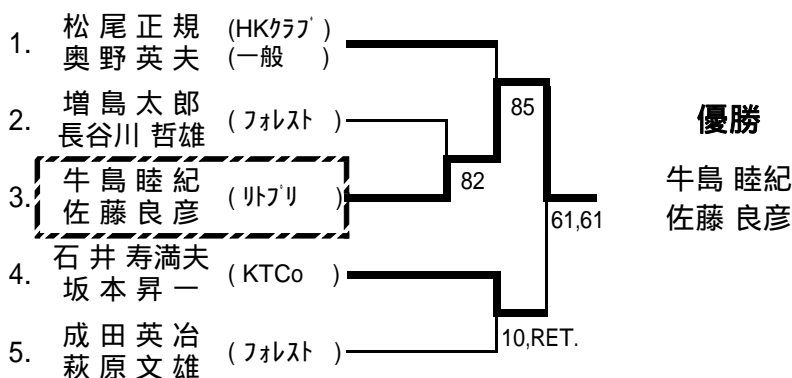 1. 松尾正規 (HKｸﾗﾌﾞ)
奥野英夫 (一般)
2. 増島太郎 (ﾌｫﾚｽﾄ)
長谷川 哲雄
3. 牛島睦紀 (ﾘﾄﾌﾟﾘ)
佐藤良彦
4. 石井 寿満夫 (KTCo)
坂本昇一
5. 成田英冶 (ﾌｫﾚｽﾄ)
萩原文雄
85
82
61,61
10,RET.
優勝
牛島 睦紀
佐藤 良彦